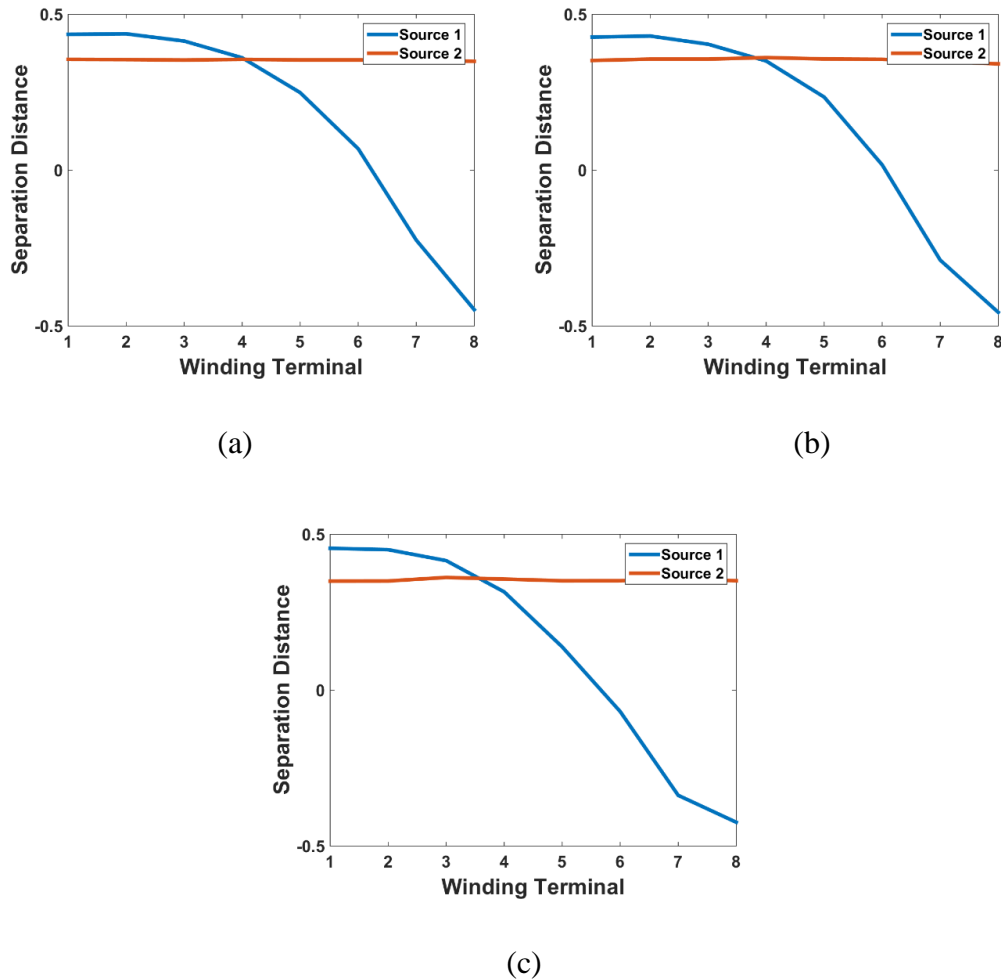 0.5
Source 1
Source 2
0
-0.5
Separation Distance
1 2 3 4 5 6 7 8
Winding Terminal
(a)
0.5
Source 1
Source 2
0
-0.5
Separation Distance
1 2 3 4 5 6 7 8
Winding Terminal
(b)
0.5
Source 1
Source 2
0
-0.5
Separation Distance
1 2 3 4 5 6 7 8
Winding Terminal
(c)